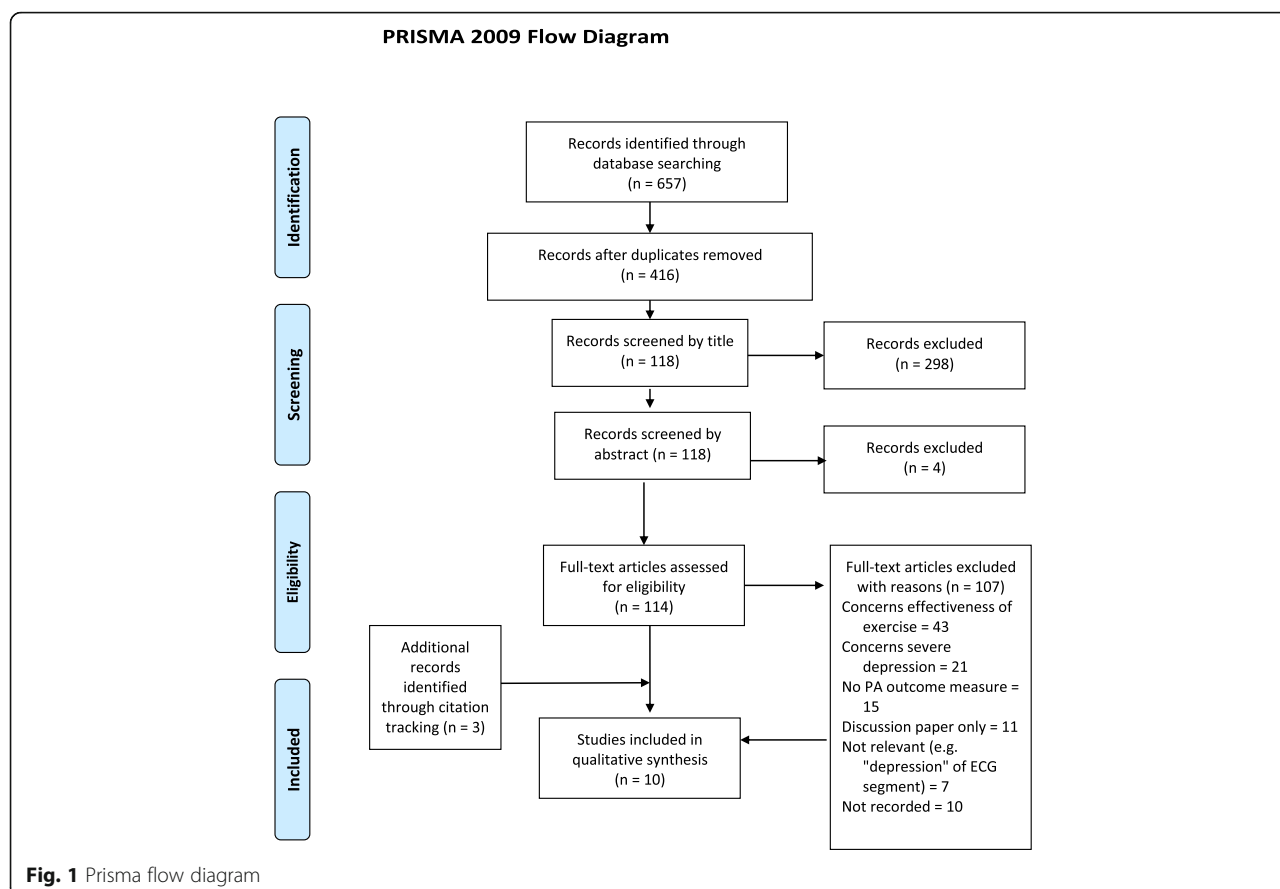 PRISMA 2009 Flow Diagram
Identification
Records identified through
database searching
(n = 657)
Records after duplicates removed
(n = 416)
Screening
Records screened by title
(n = 118)
Records excluded
(n = 298)
Records screened by
abstract (n = 118)
Records excluded
(n = 4)
Eligibility
Full-text articles assessed
for eligibility
(n = 114)
Full-text articles excluded
with reasons (n = 107)
Concerns effectiveness of
exercise = 43
Concerns severe
depression = 21
No PA outcome measure =
15
Discussion paper only = 11
Not relevant (e.g.
"depression" of ECG
segment) = 7
Not recorded = 10
Additional
records
identified
through citation
tracking (n = 3)
Included
Studies included in
qualitative synthesis
(n = 10)
Fig. 1 Prisma flow diagram